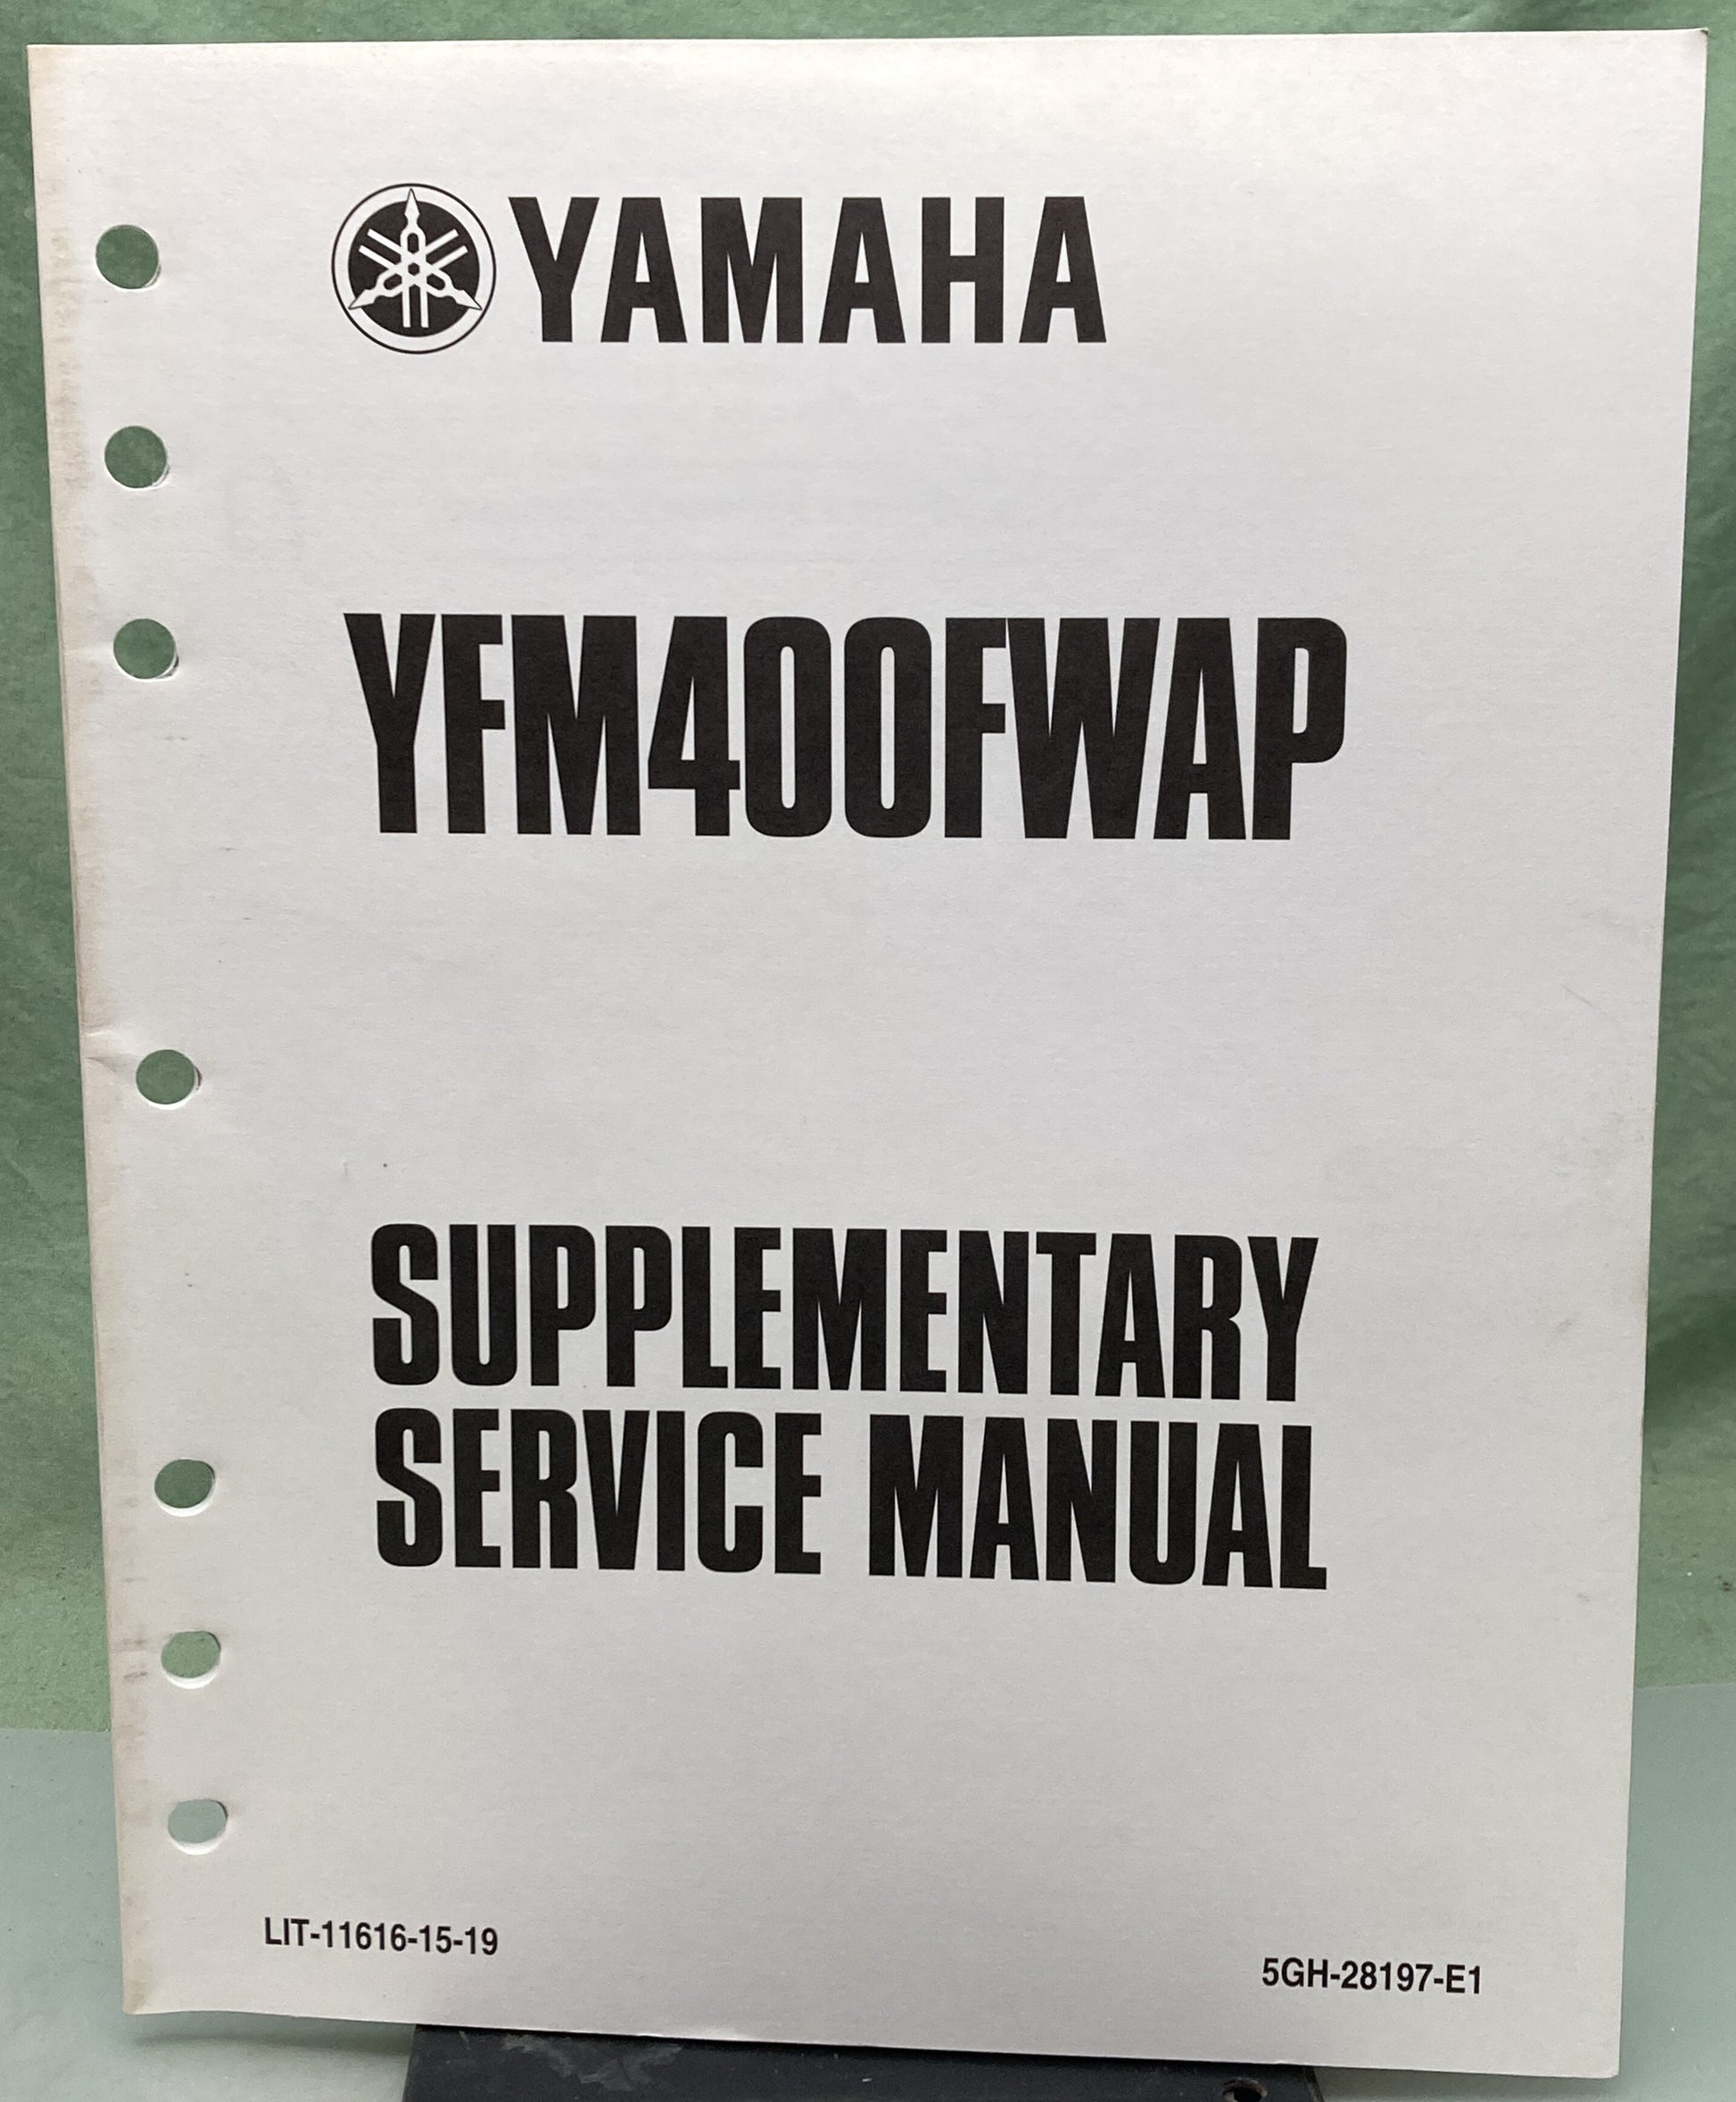 YAMAHA
YFM400FWAP
SUPPLEMENTARY
SERVICE MANUAL
LIT-11616-15-19
5GH-28197-E1